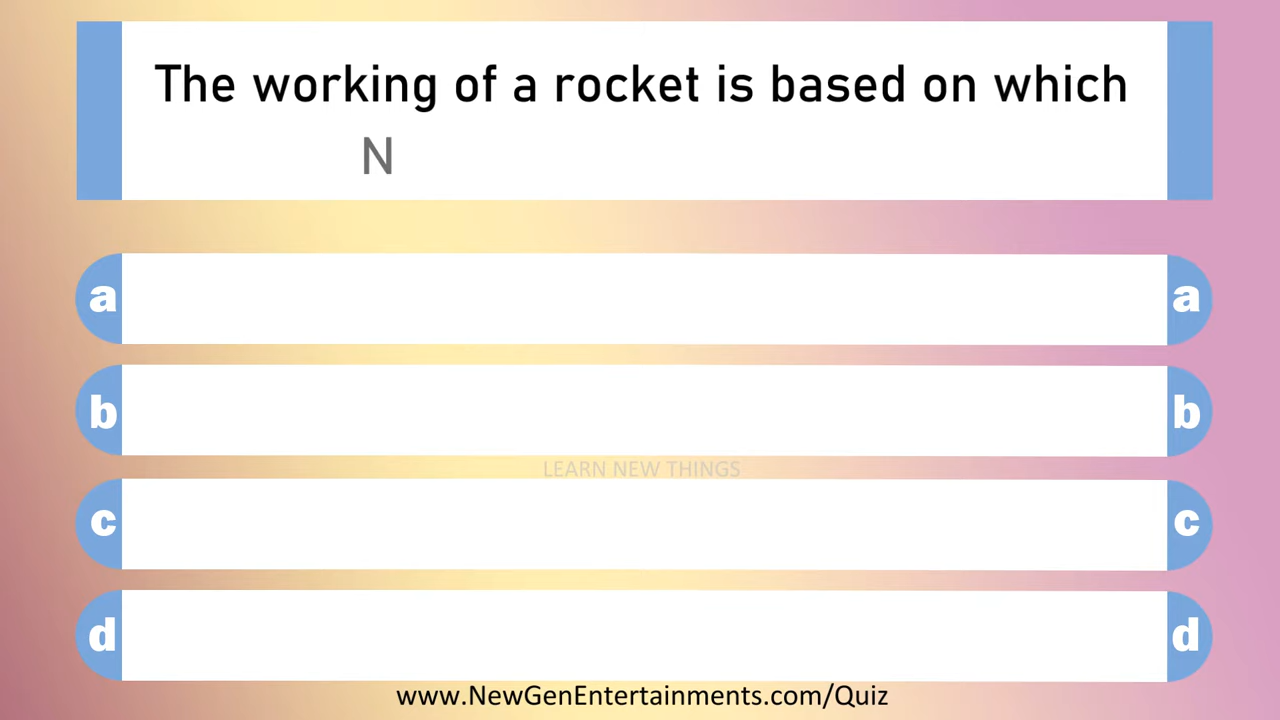 The working of a rocket is based on which
N
a a
b b
LEARN NEW THINGS
c c
d d
www.NewGenEntertainments.com/Quiz